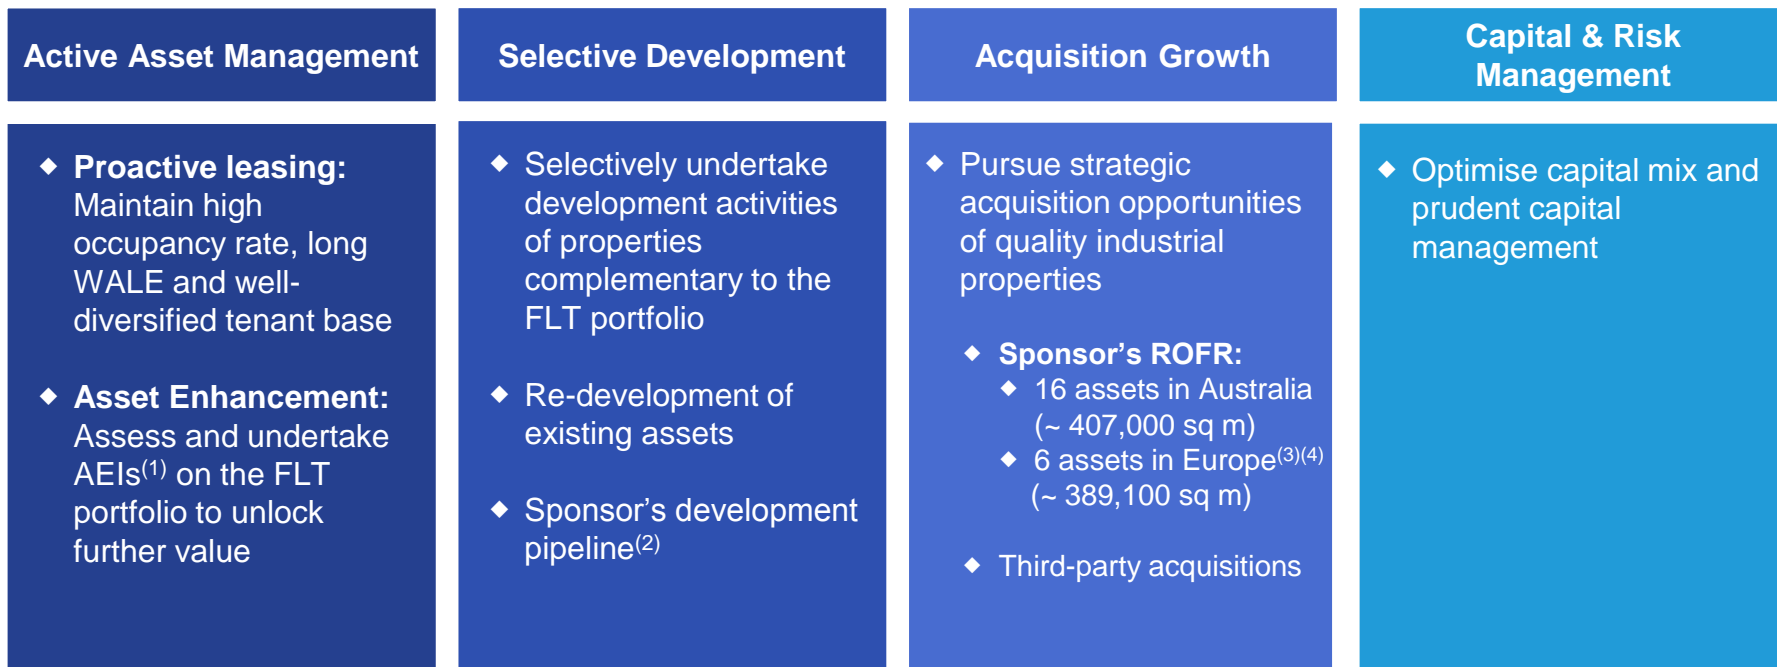 Active Asset Management
◆ Proactive leasing:
Maintain high
occupancy rate, long
WALE and well-
diversified tenant base
◆ Asset Enhancement:
Assess and undertake
AEIs(1) on the FLT
portfolio to unlock
further value
Selective Development
◆ Selectively undertake
development activities
of properties
complementary to the
FLT portfolio
◆ Re-development of
existing assets
◆ Sponsor’s development
pipeline(2)
Acquisition Growth
◆ Pursue strategic
acquisition opportunities
of quality industrial
properties
◆ Sponsor’s ROFR:
◆ 16 assets in Australia
(~ 407,000 sq m)
◆ 6 assets in Europe(3)(4)
(~ 389,100 sq m)
◆ Third-party acquisitions
Capital & Risk
Management
◆ Optimise capital mix and
prudent capital
management